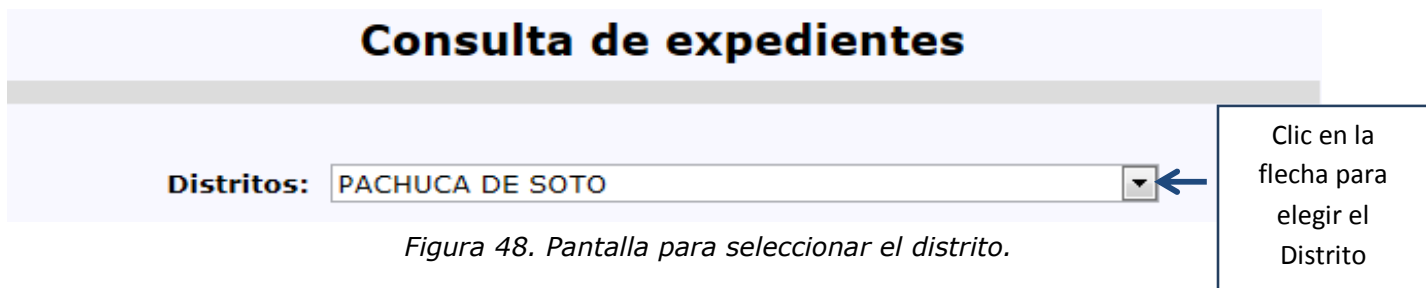 Consulta de expedientes
Distritos: PACHUCA DE SOTO
Clic en la
flecha para
elegir el
Distrito
Figura 48. Pantalla para seleccionar el distrito.